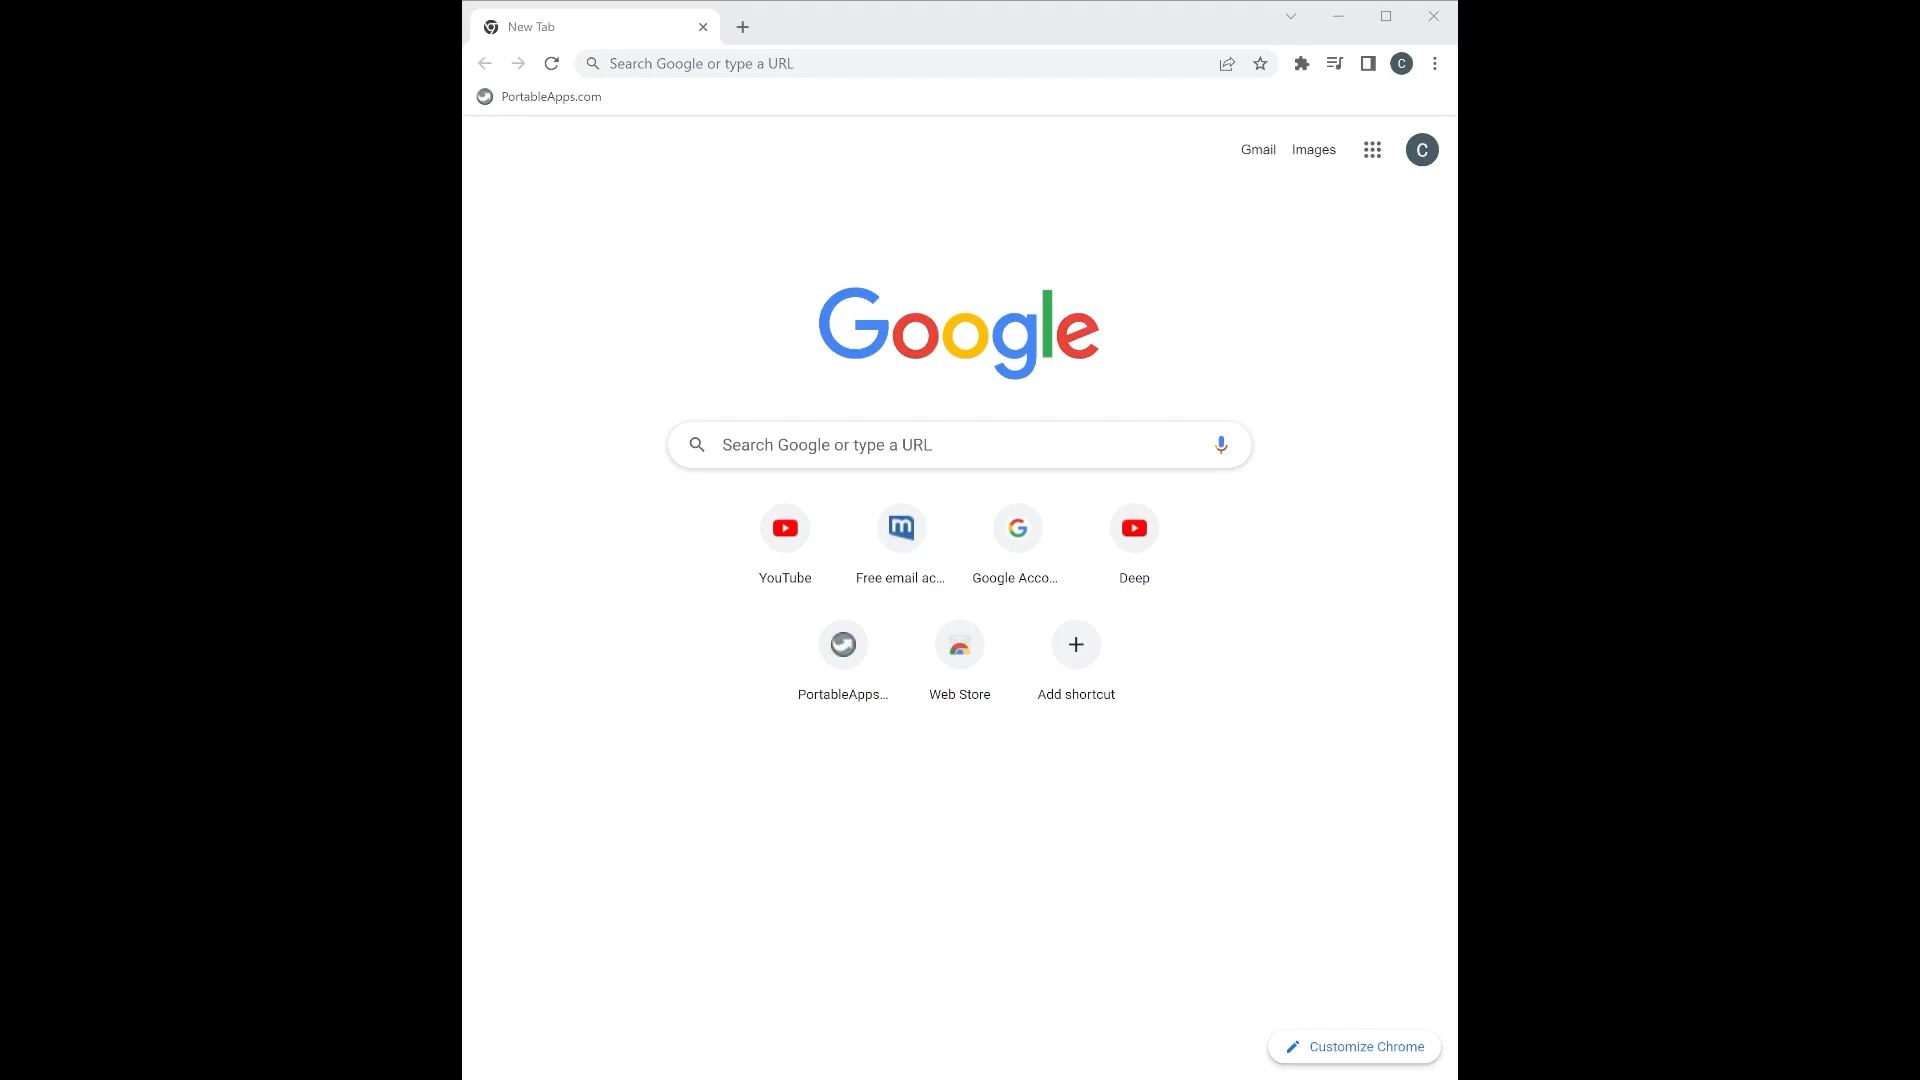 New Tab
Search Google or type a URL
C
PortableApps.com
Gmail Images
C
Google
Search Google or type a URL
YouTube Free email ac... Google Acco... Deep
PortableApps... Web Store Add shortcut
Customize Chrome